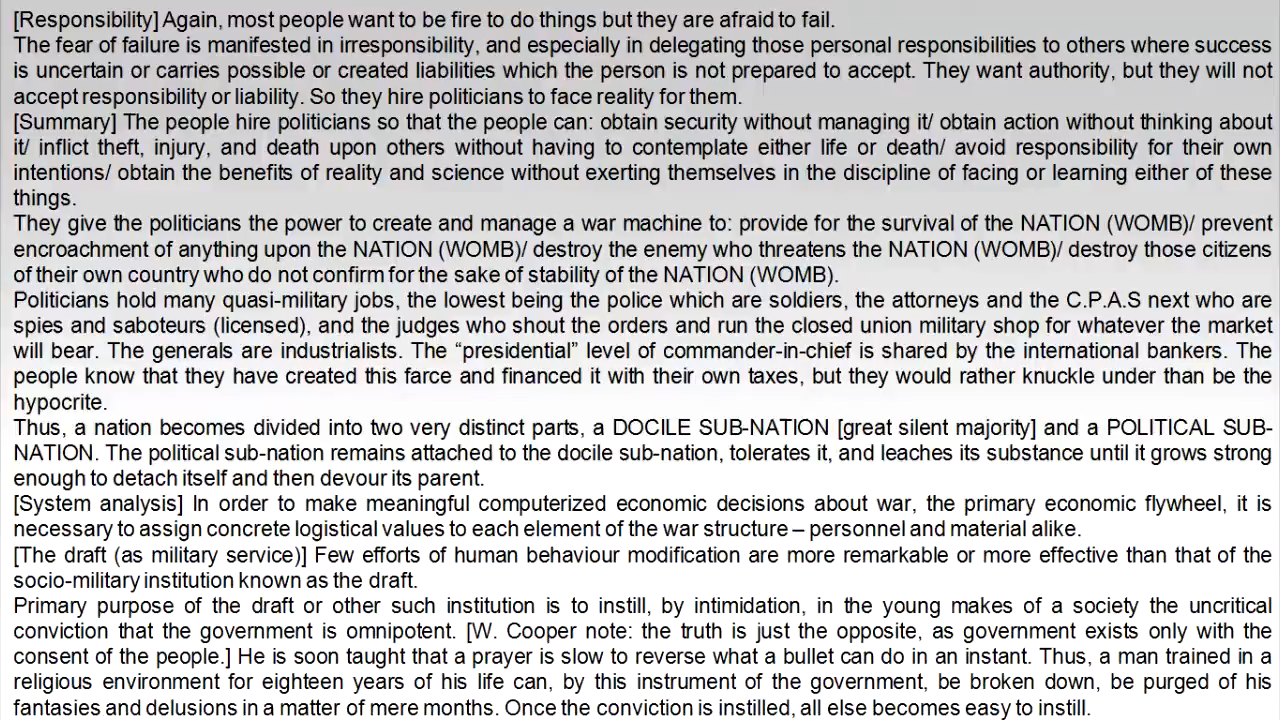 [Responsibility] Again, most people want to be fire to do things but they are afraid to fail.
The fear of failure is manifested in irresponsibility, and especially in delegating those personal responsibilities to others where success
is uncertain or carries possible or created liabilities which the person is not prepared to accept. They want authority, but they will not
accept responsibility or liability. So they hire politicians to face reality for them.
[Summary] The people hire politicians so that the people can: obtain security without managing it/ obtain action without thinking about
it/ inflict theft, injury, and death upon others without having to contemplate either life or death/ avoid responsibility for their own
intentions/ obtain the benefits of reality and science without exerting themselves in the discipline of facing or learning either of these
things.
They give the politicians the power to create and manage a war machine to: provide for the survival of the NATION (WOMB)/ prevent
encroachment of anything upon the NATION (WOMB)/ destroy the enemy who threatens the NATION (WOMB)/ destroy those citizens
of their own country who do not confirm for the sake of stability of the NATION (WOMB).
Politicians hold many quasi-military jobs, the lowest being the police which are soldiers, the attorneys and the C.P.A.S next who are
spies and saboteurs (licensed), and the judges who shout the orders and run the closed union military shop for whatever the market
will bear. The generals are industrialists. The “presidential” level of commander-in-chief is shared by the international bankers. The
people know that they have created this farce and financed it with their own taxes, but they would rather knuckle under than be the
hypocrite.
Thus, a nation becomes divided into two very distinct parts, a DOCILE SUB-NATION [great silent majority] and a POLITICAL SUB-
NATION. The political sub-nation remains attached to the docile sub-nation, tolerates it, and leaches its substance until it grows strong
enough to detach itself and then devour its parent.
[System analysis] In order to make meaningful computerized economic decisions about war, the primary economic flywheel, it is
necessary to assign concrete logistical values to each element of the war structure – personnel and material alike.
[The draft (as military service)] Few efforts of human behaviour modification are more remarkable or more effective than that of the
socio-military institution known as the draft.
Primary purpose of the draft or other such institution is to instill, by intimidation, in the young makes of a society the uncritical
conviction that the government is omnipotent. [W. Cooper note: the truth is just the opposite, as government exists only with the
consent of the people.] He is soon taught that a prayer is slow to reverse what a bullet can do in an instant. Thus, a man trained in a
religious environment for eighteen years of his life can, by this instrument of the government, be broken down, be purged of his
fantasies and delusions in a matter of mere months. Once the conviction is instilled, all else becomes easy to instill.